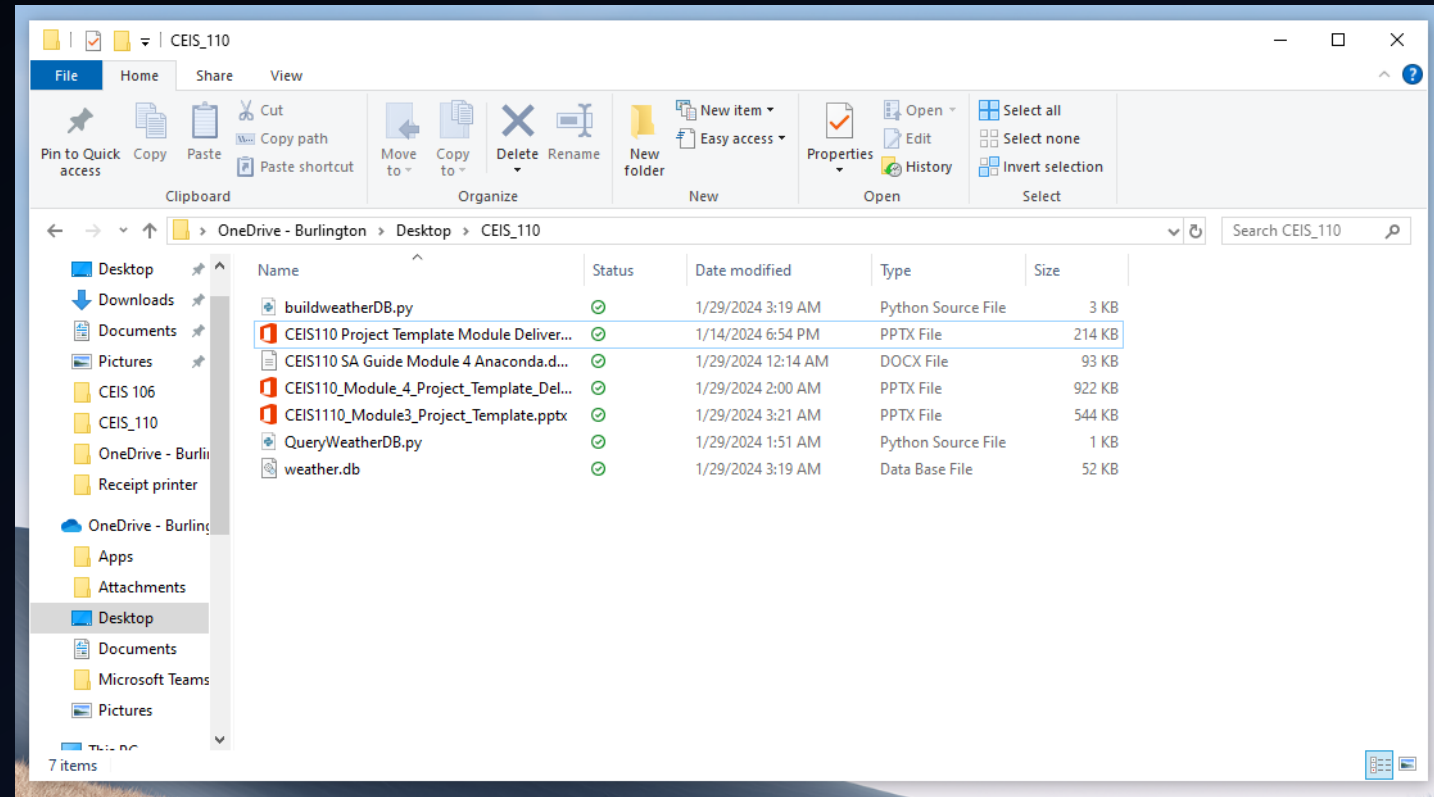 CEIS_110
File Home Share View
Pin to Quick access Copy Paste Cut Copy path Paste shortcut
Clipboard
Move to Copy to Delete Rename
Organize
New folder New item Easy access
New
Properties Open Edit History
Open
Select all Select none Invert selection
Select
OneDrive - Burlington > Desktop > CEIS_110
Search CEIS_110
Desktop
Downloads
Documents
Pictures
CEIS 106
CEIS_110
OneDrive - Burli
Receipt printer
OneDrive - Burling
Apps
Attachments
Desktop
Documents
Microsoft Teams
Pictures
This PC
Name Status Date modified Type Size
buildweatherDB.py 1/29/2024 3:19 AM Python Source File 3 KB
CEIS110 Project Template Module Deliver... 1/14/2024 6:54 PM PPTX File 214 KB
CEIS110 SA Guide Module 4 Anaconda.d... 1/29/2024 12:14 AM DOCX File 93 KB
CEIS110_Module_4_Project_Template_Del... 1/29/2024 2:00 AM PPTX File 922 KB
CEIS1110_Module3_Project_Template.pptx 1/29/2024 3:21 AM PPTX File 544 KB
QueryWeatherDB.py 1/29/2024 1:51 AM Python Source File 1 KB
weather.db 1/29/2024 3:19 AM Data Base File 52 KB
7 items